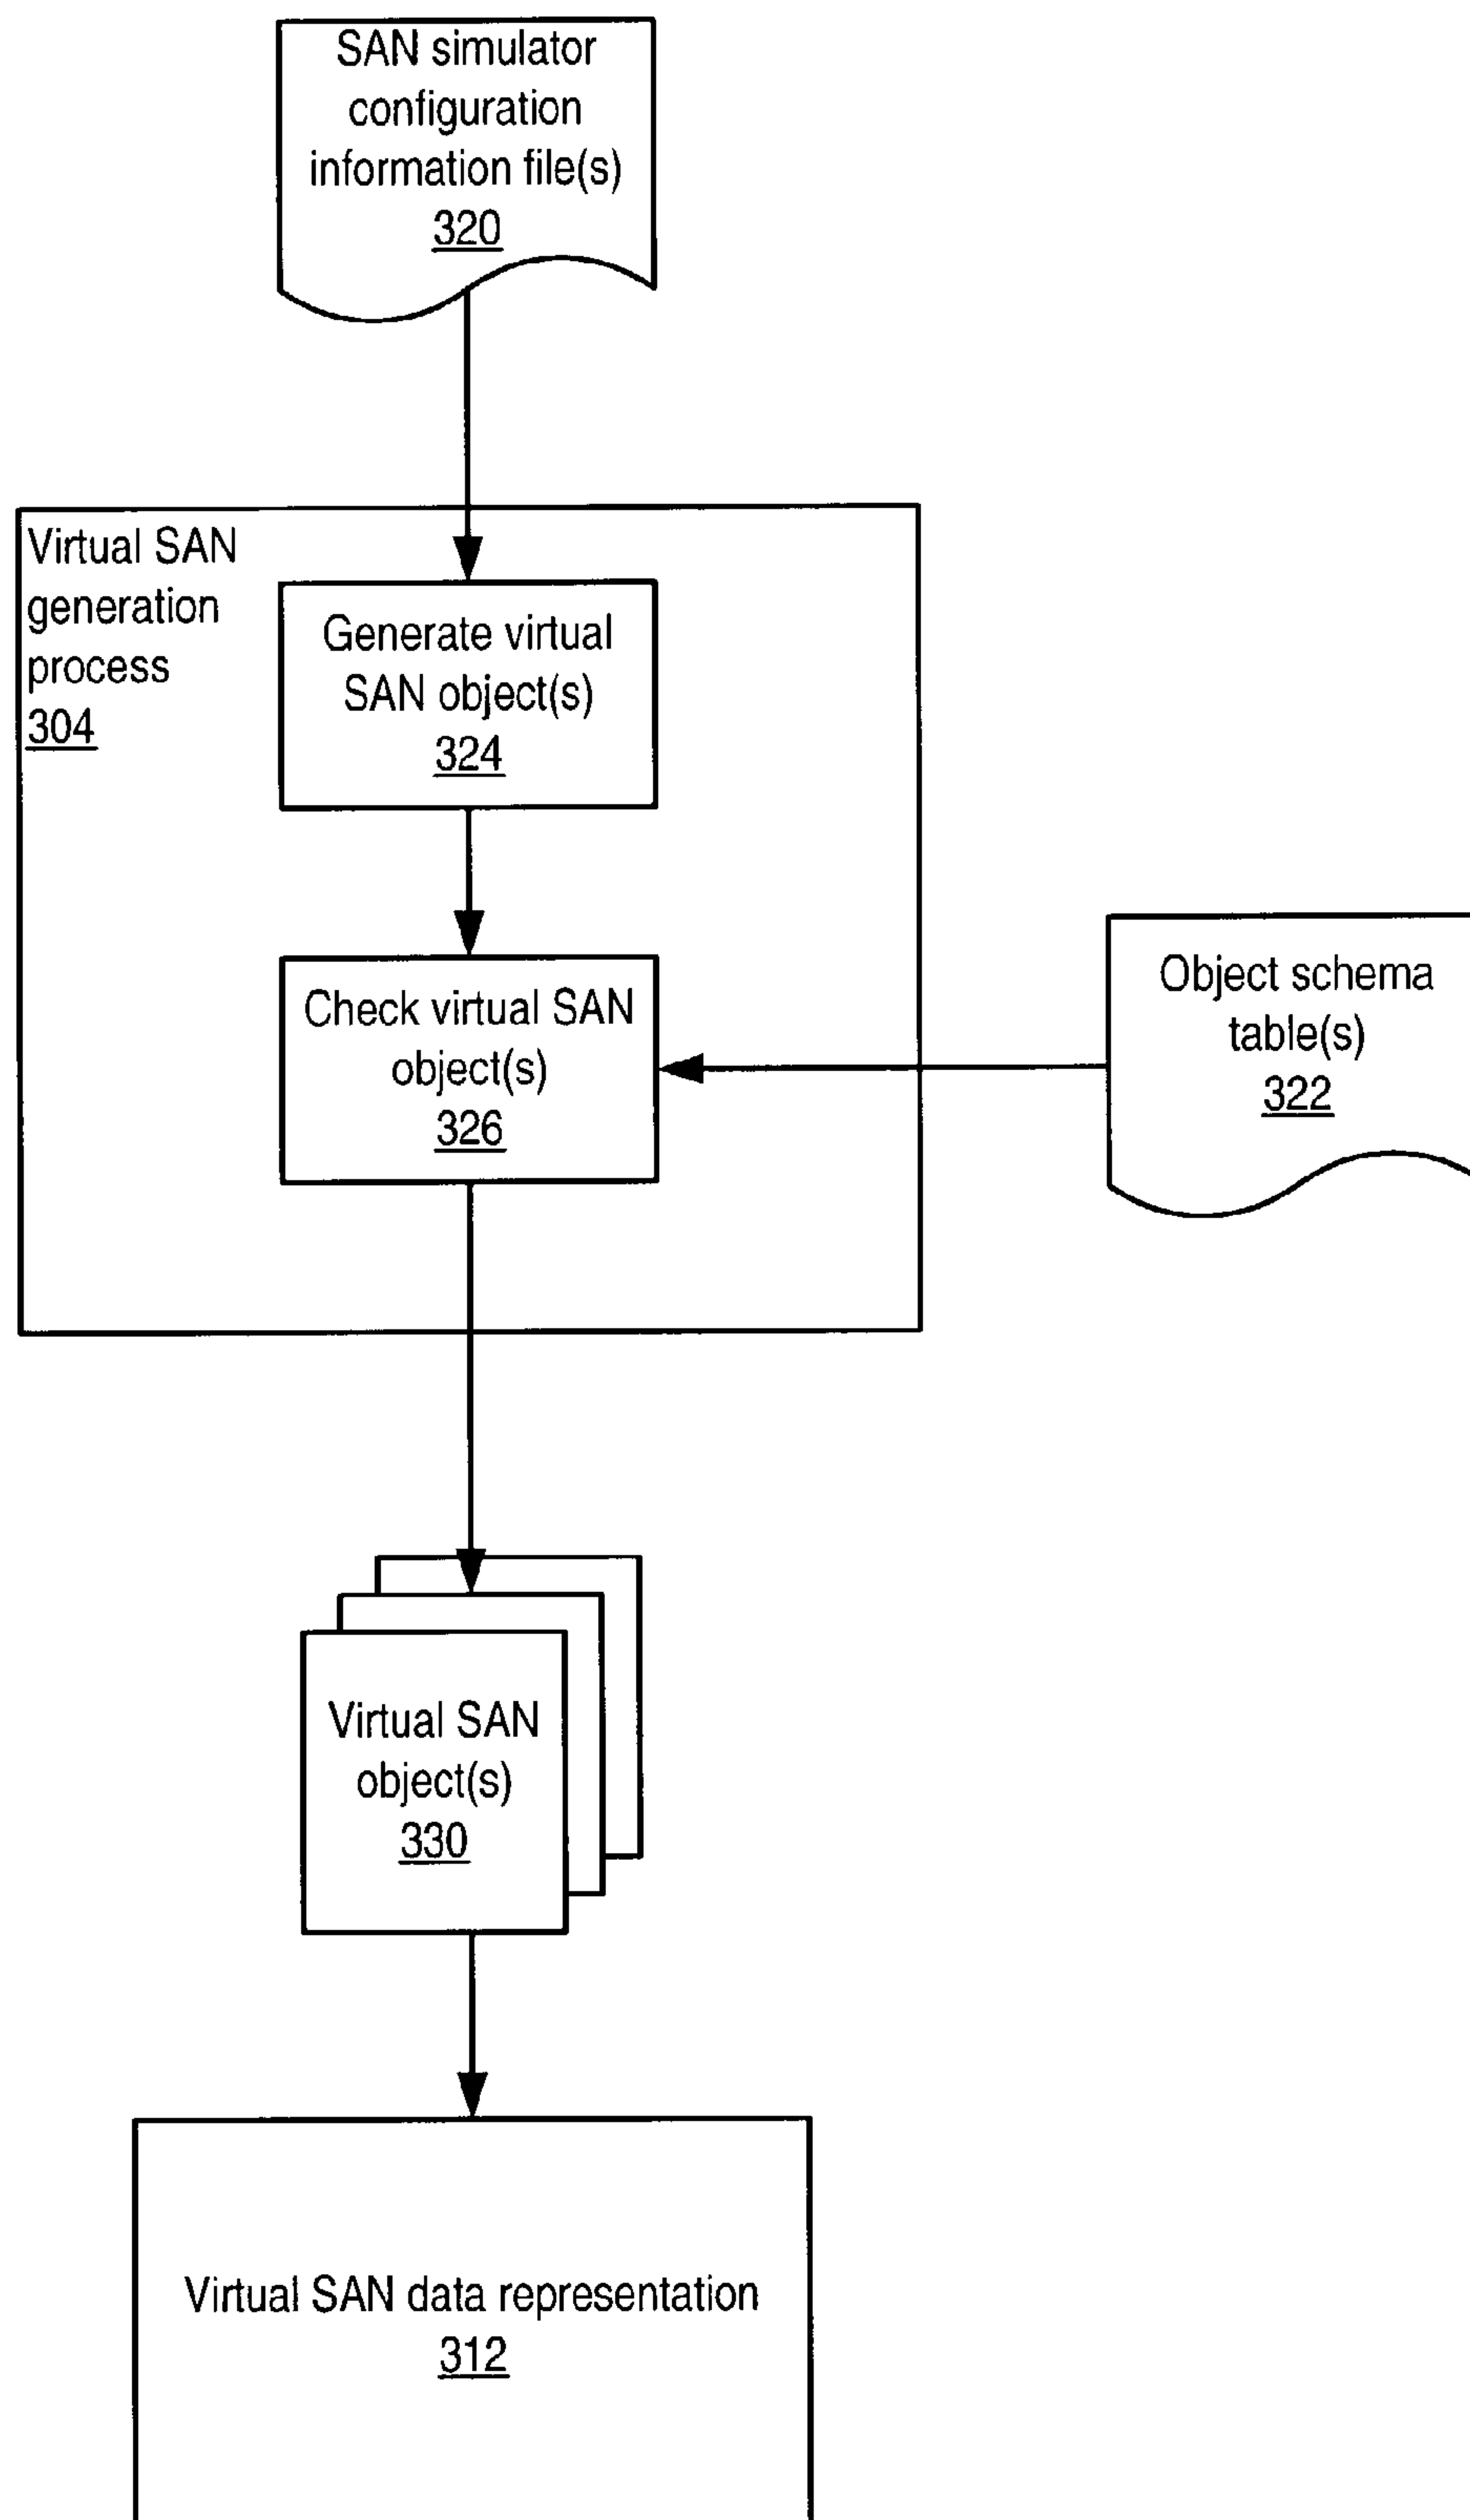 SAN simulator
configuration
information file(s)
320
Virtual SAN
generation
process
304
Generate virtual
SAN object(s)
324
Check virtual SAN
object(s)
326
Object schema
table(s)
322
Virtual SAN
object(s)
330
Virtual SAN data representation
312